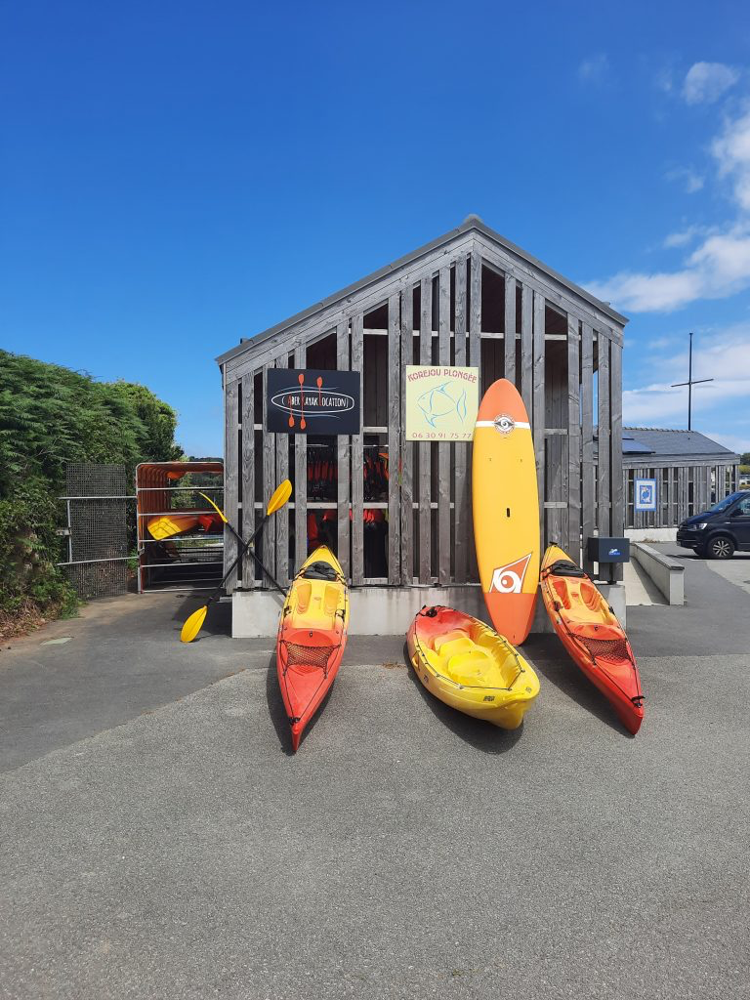 ABER KAYAK LOCATION
KOREJOU PLONGÉE
06 30 91 75 77